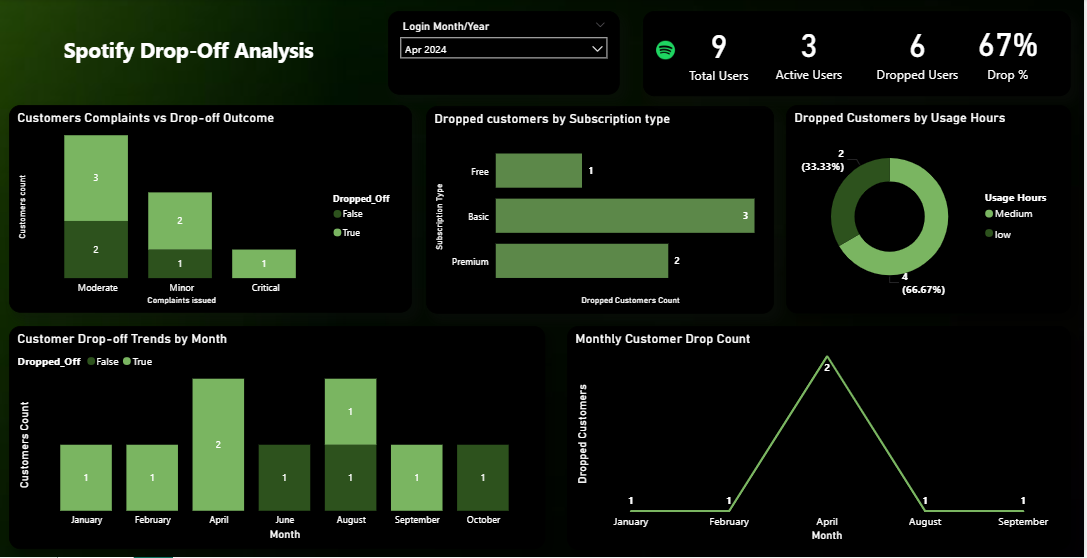 Spotify Drop-Off Analysis
Login Month/Year
Apr 2024
9
Total Users
3
Active Users
6
Dropped Users
67%
Drop %
Customers Complaints vs Drop-off Outcome
Customers count
3
2
2
1
1
Moderate
Minor
Critical
Complaints issued
Dropped_Off
False
True
Dropped customers by Subscription type
Subscription Type
Free
1
Basic
3
Premium
2
Dropped Customers Count
Dropped Customers by Usage Hours
2
(33.33%)
4
(66.67%)
Usage Hours
Medium
low
Customer Drop-off Trends by Month
Dropped_Off False True
Customers Count
1
1
2
1
1
1
1
1
January February April June August September October
Month
Monthly Customer Drop Count
Dropped Customers
1
1
2
1
1
January February April August September
Month